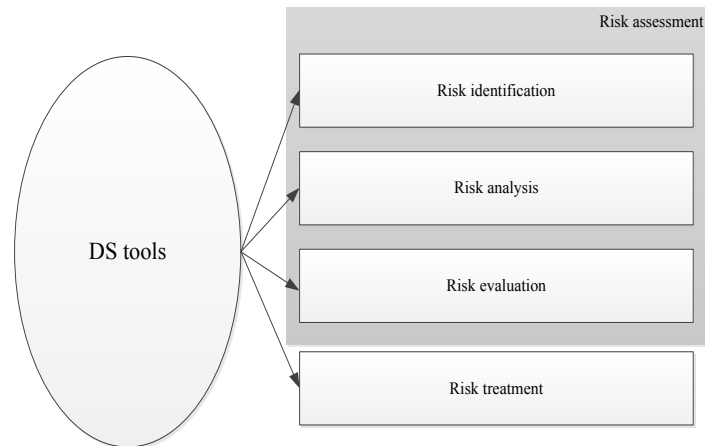 Risk assessment
Risk identification
Risk analysis
DS tools
Risk evaluation
Risk treatment